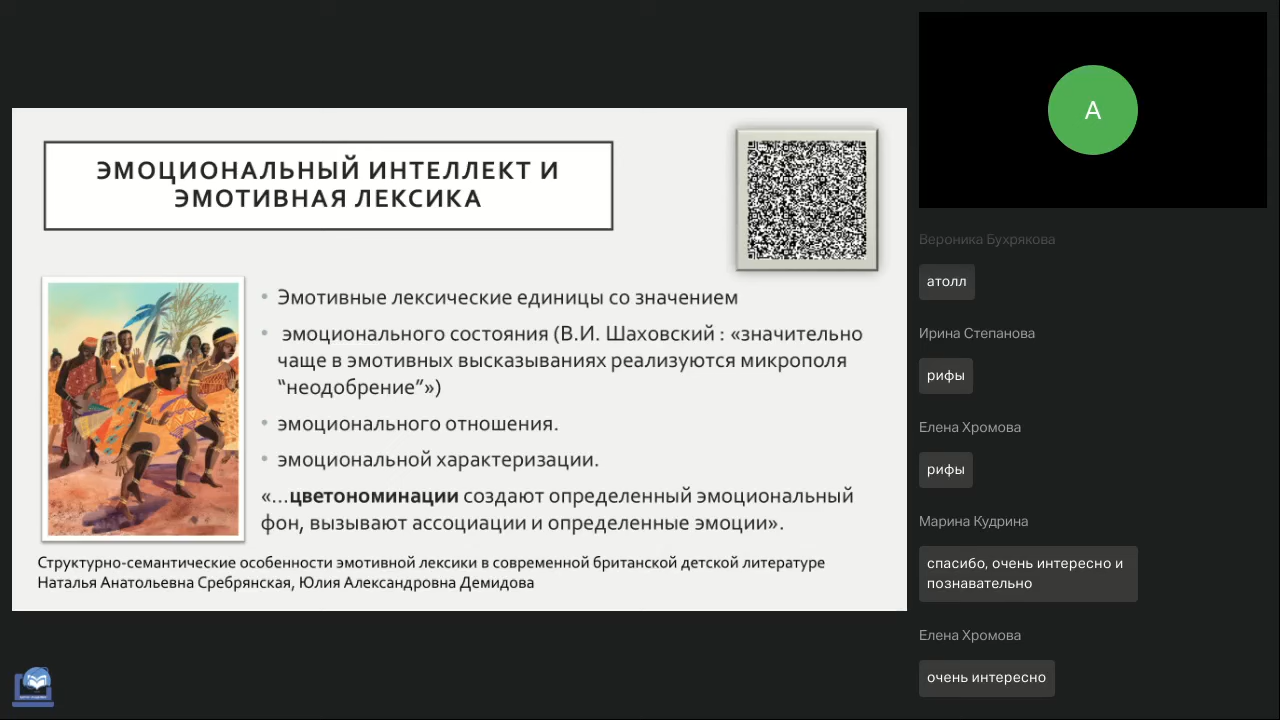 ЭМОЦИОНАЛЬНЫЙ ИНТЕЛЛЕКТ И
ЭМОТИВНАЯ ЛЕКСИКА
• Эмотивные лексические единицы со значением
• эмоционального состояния (В.И. Шаховский : «значительно
чаще в эмотивных высказываниях реализуются микрополя
“неодобрение”»)
• эмоционального отношения.
• эмоциональной характеризации.
«...цветономинации создают определенный эмоциональный
фон, вызывают ассоциации и определенные эмоции».
Структурно-семантические особенности эмотивной лексики в современной британской детской литературе
Наталья Анатольевна Сребрянская, Юлия Александровна Демидова
А
Вероника Бухрякова
атолл
Ирина Степанова
рифы
Елена Хромова
рифы
Марина Кудрина
спасибо, очень интересно и
познавательно
Елена Хромова
очень интересно